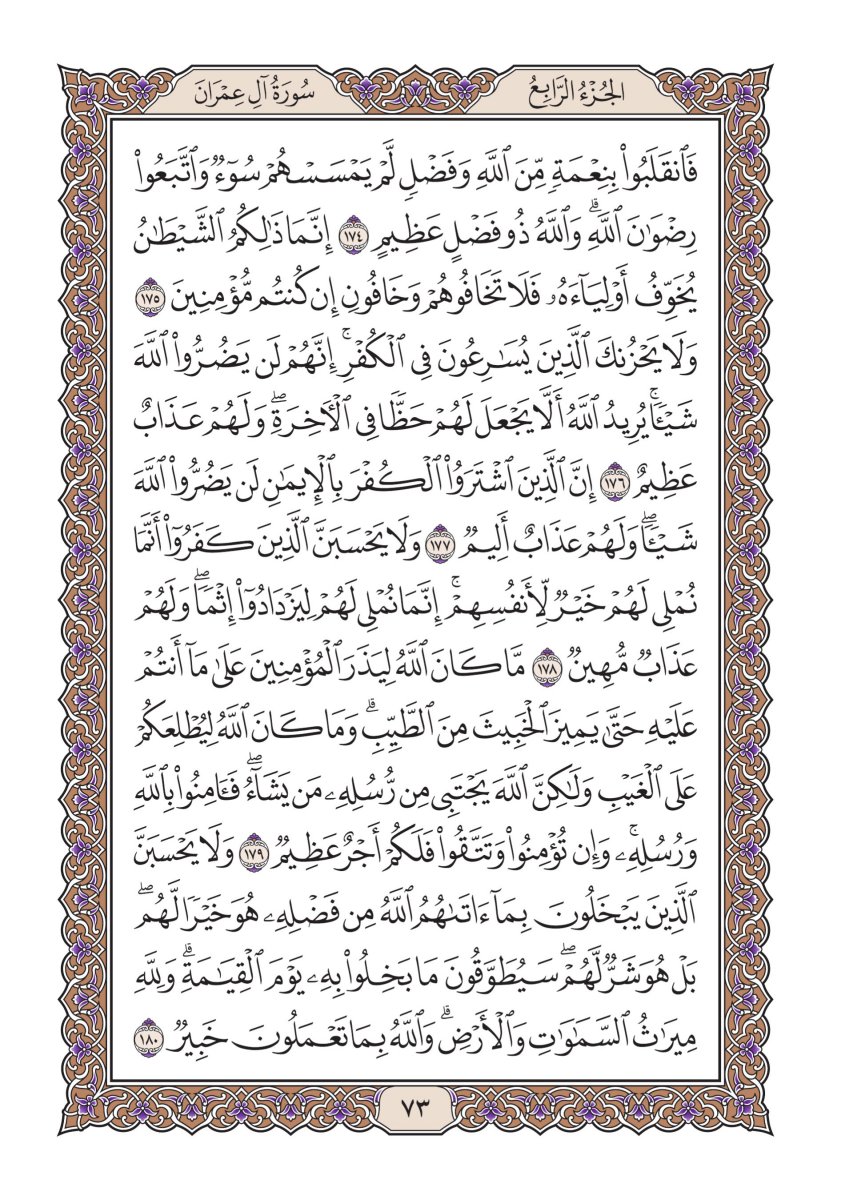 الجُزْءُ الرَّابِعُ
سُورَةُ آلِ عِمْرَانَ
فَٱنقَلَبُوا۟ بِنِعْمَةٍ مِّنَ ٱللَّهِ وَفَضْلٍ لَّمْ يَمْسَسْهُمْ سُوٓءٌ وَٱتَّبَعُوا۟
رِضْوَٰنَ ٱللَّهِ ۗ وَٱللَّهُ ذُو فَضْلٍ عَظِيمٍ ١٧٤ إِنَّمَا ذَٰلِكُمُ ٱلشَّيْطَٰنُ
يُخَوِّفُ أَوْلِيَآءَهُۥ فَلَا تَخَافُوهُمْ وَخَافُونِ إِن كُنتُم مُّؤْمِنِينَ ١٧٥
وَلَا يَحْزُنكَ ٱلَّذِينَ يُسَٰرِعُونَ فِى ٱلْكُفْرِ ۚ إِنَّهُمْ لَن يَضُرُّوا۟ ٱللَّهَ
شَيْـًٔا ۗ يُرِيدُ ٱللَّهُ أَلَّا يَجْعَلَ لَهُمْ حَظًّا فِى ٱلْـَٔاخِرَةِ ۖ وَلَهُمْ عَذَابٌ
عَظِيمٌ ١٧٦ إِنَّ ٱلَّذِينَ ٱشْتَرَوُا۟ ٱلْكُفْرَ بِٱلْإِيمَٰنِ لَن يَضُرُّوا۟ ٱللَّهَ
شَيْـًٔا ۖ وَلَهُمْ عَذَابٌ أَلِيمٌ ١٧٧ وَلَا يَحْسَبَنَّ ٱلَّذِينَ كَفَرُوٓا۟ أَنَّمَا
نُمْلِى لَهُمْ خَيْرٌ لِّأَنفُسِهِمْ ۚ إِنَّمَا نُمْلِى لَهُمْ لِيَزْدَادُوٓا۟ إِثْمًا ۖ وَلَهُمْ
عَذَابٌ مُّهِينٌ ١٧٨ مَّا كَانَ ٱللَّهُ لِيَذَرَ ٱلْمُؤْمِنِينَ عَلَىٰ مَآ أَنتُمْ
عَلَيْهِ حَتَّىٰ يَمِيزَ ٱلْخَبِيثَ مِنَ ٱلطَّيِّبِ ۗ وَمَا كَانَ ٱللَّهُ لِيُطْلِعَكُمْ
عَلَى ٱلْغَيْبِ وَلَٰكِنَّ ٱللَّهَ يَجْتَبِى مِن رُّسُلِهِۦ مَن يَشَآءُ ۖ فَـَٔامِنُوا۟ بِٱللَّهِ
وَرُسُلِهِۦ ۚ وَإِن تُؤْمِنُوا۟ وَتَتَّقُوا۟ فَلَكُمْ أَجْرٌ عَظِيمٌ ١٧٩ وَلَا يَحْسَبَنَّ
ٱلَّذِينَ يَبْخَلُونَ بِمَآ ءَاتَىٰهُمُ ٱللَّهُ مِن فَضْلِهِۦ هُوَ خَيْرًا لَّهُم ۖ
بَلْ هُوَ شَرٌّ لَّهُمْ ۖ سَيُطَوَّقُونَ مَا بَخِلُوا۟ بِهِۦ يَوْمَ ٱلْقِيَٰمَةِ ۗ وَلِلَّهِ
مِيرَٰثُ ٱلسَّمَٰوَٰتِ وَٱلْأَرْضِ ۗ وَٱللَّهُ بِمَا تَعْمَلُونَ خَبِيرٌ ١٨٠
٧٣